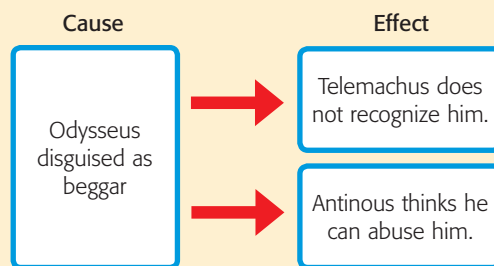 Cause
Effect
Odysseus
disguised as
beggar
Telemachus does
not recognize him.
Antinous thinks he
can abuse him.